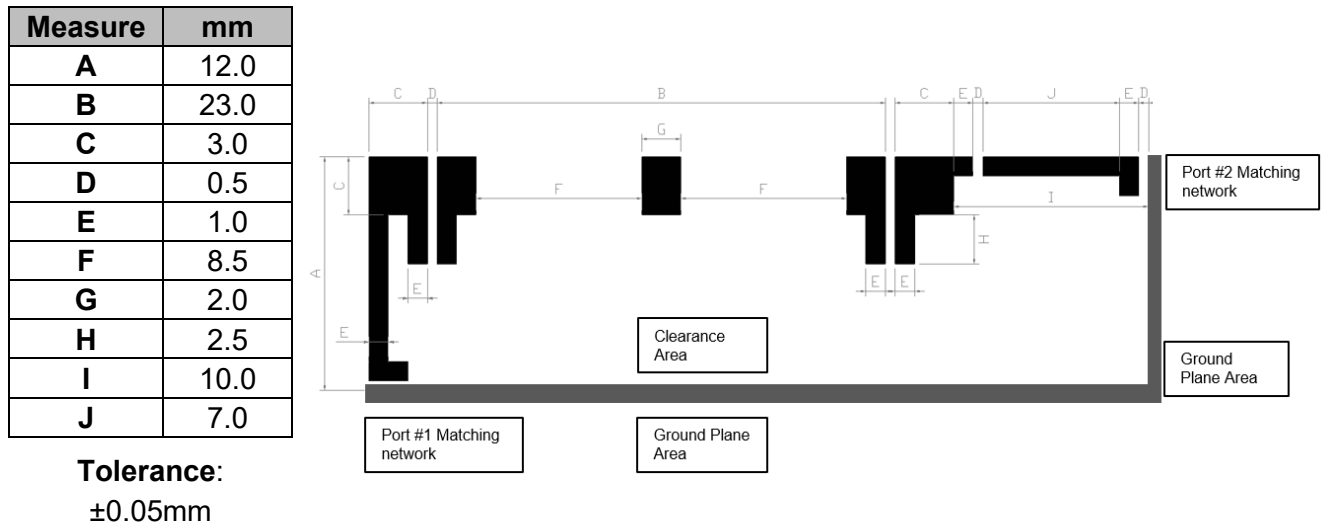 Measure mm
A 12.0
B 23.0
C 3.0
D 0.5
E 1.0
F 8.5
G 2.0
H 2.5
I 10.0
J 7.0
Tolerance:
±0.05mm
C D B C E D J E D
G
C F F I
H
A
E E E
E
Port #2 Matching
network
Clearance
Area
Ground
Plane Area
Port #1 Matching
network
Ground Plane
Area